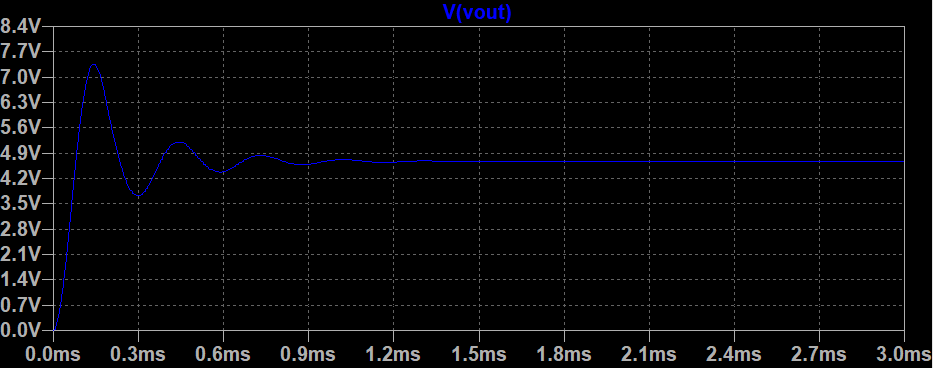 V(vout)
8.4V
7.7V
7.0V
6.3V
5.6V
4.9V
4.2V
3.5V
2.8V
2.1V
1.4V
0.7V
0.0V
0.0ms 0.3ms 0.6ms 0.9ms 1.2ms 1.5ms 1.8ms 2.1ms 2.4ms 2.7ms 3.0ms